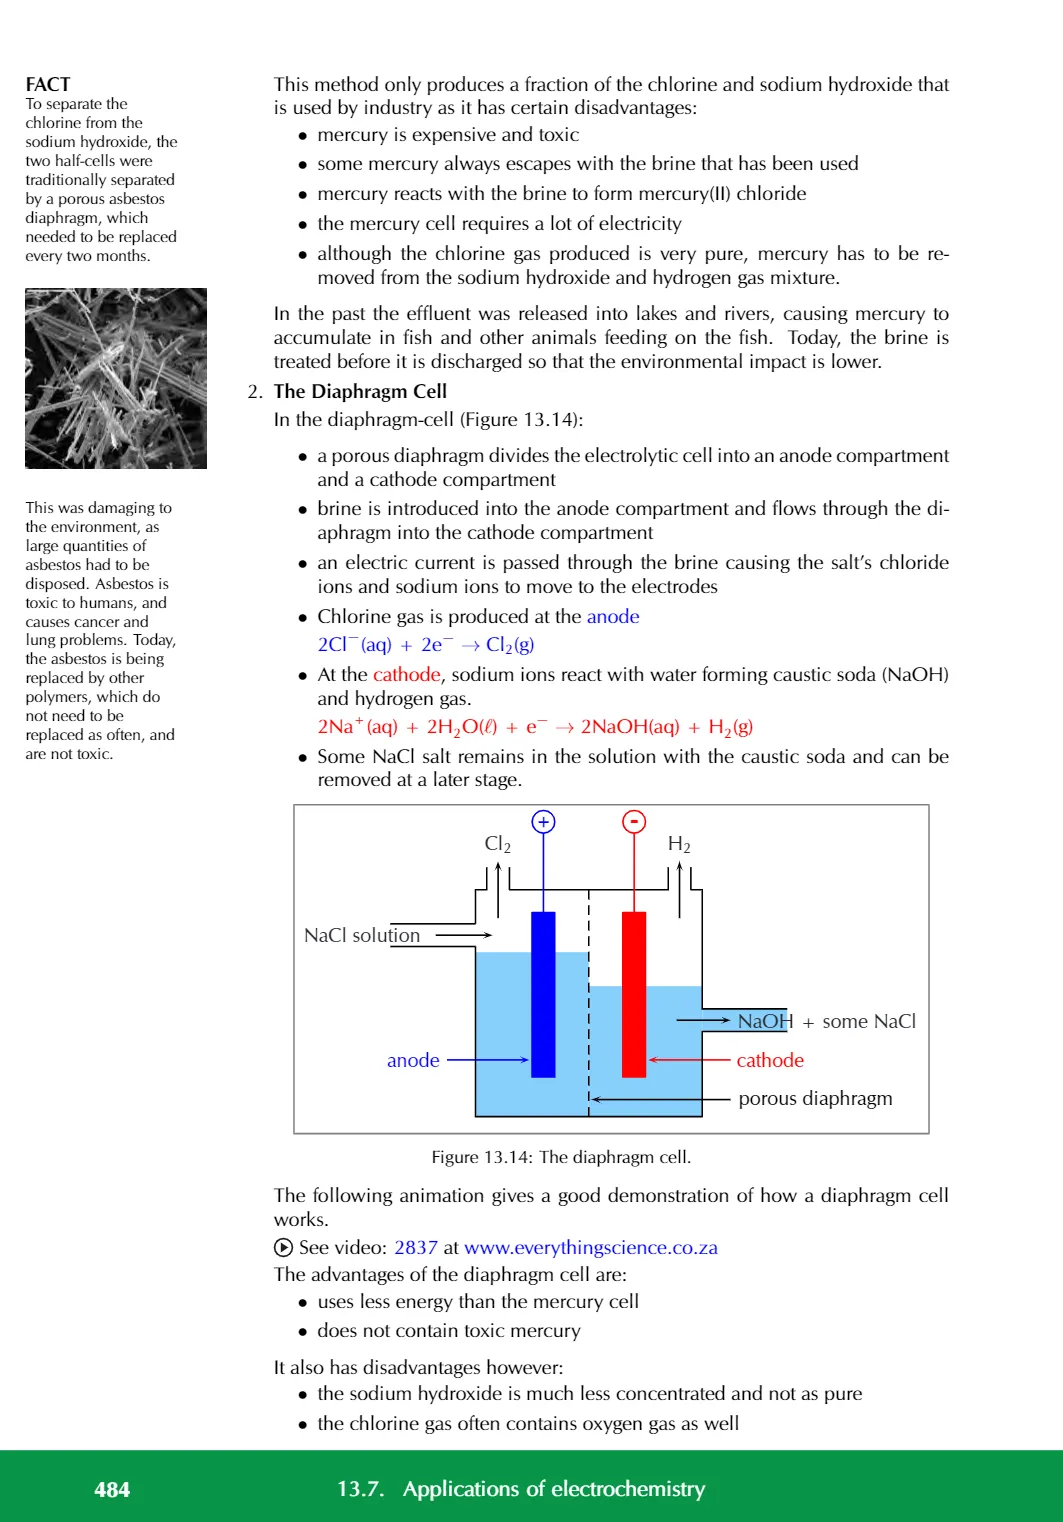 FACT
To separate the
chlorine from the
sodium hydroxide, the
two half-cells were
traditionally separated
by a porous asbestos
diaphragm, which
needed to be replaced
every two months.
This was damaging to
the environment, as
large quantities of
asbestos had to be
disposed. Asbestos is
toxic to humans, and
causes cancer and
lung problems. Today,
the asbestos is being
replaced by other
polymers, which do
not need to be
replaced as often, and
are not toxic.
This method only produces a fraction of the chlorine and sodium hydroxide that
is used by industry as it has certain disadvantages:
• mercury is expensive and toxic
• some mercury always escapes with the brine that has been used
• mercury reacts with the brine to form mercury(II) chloride
• the mercury cell requires a lot of electricity
• although the chlorine gas produced is very pure, mercury has to be re-
moved from the sodium hydroxide and hydrogen gas mixture.
In the past the effluent was released into lakes and rivers, causing mercury to
accumulate in fish and other animals feeding on the fish. Today, the brine is
treated before it is discharged so that the environmental impact is lower.
2. The Diaphragm Cell
In the diaphragm-cell (Figure 13.14):
• a porous diaphragm divides the electrolytic cell into an anode compartment
and a cathode compartment
• brine is introduced into the anode compartment and flows through the di-
aphragm into the cathode compartment
• an electric current is passed through the brine causing the salt's chloride
ions and sodium ions to move to the electrodes
• Chlorine gas is produced at the anode
2Cl⁻(aq) + 2e⁻ → Cl₂(g)
• At the cathode, sodium ions react with water forming caustic soda (NaOH)
and hydrogen gas.
2Na⁺(aq) + 2H₂O(ℓ) + e⁻ → 2NaOH(aq) + H₂(g)
• Some NaCl salt remains in the solution with the caustic soda and can be
removed at a later stage.
+ -
Cl₂ H₂
NaCl solution
NaOH + some NaCl
anode cathode
porous diaphragm
Figure 13.14: The diaphragm cell.
The following animation gives a good demonstration of how a diaphragm cell
works.
See video: 2837 at www.everythingscience.co.za
The advantages of the diaphragm cell are:
• uses less energy than the mercury cell
• does not contain toxic mercury
It also has disadvantages however:
• the sodium hydroxide is much less concentrated and not as pure
• the chlorine gas often contains oxygen gas as well
484 13.7. Applications of electrochemistry